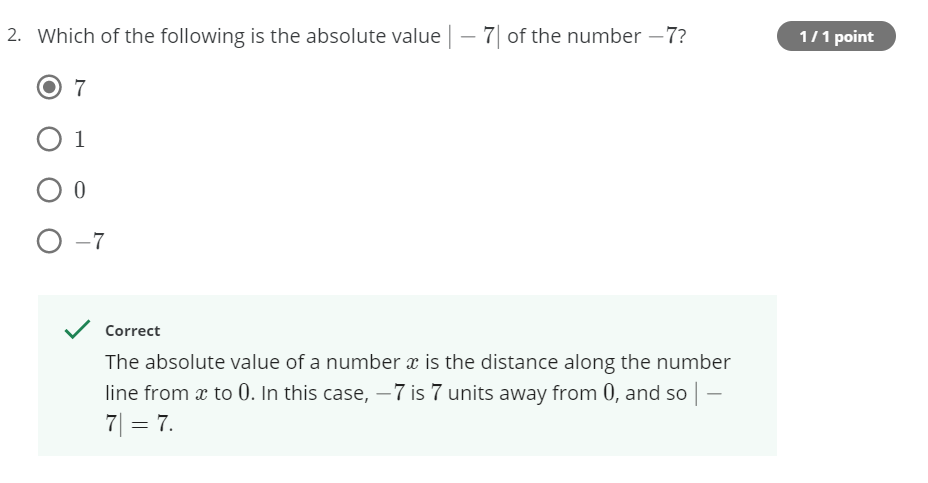 2. Which of the following is the absolute value | − 7| of the number −7?
1 / 1 point
7
1
0
−7
Correct
The absolute value of a number x is the distance along the number
line from x to 0. In this case, −7 is 7 units away from 0, and so | −
7| = 7.